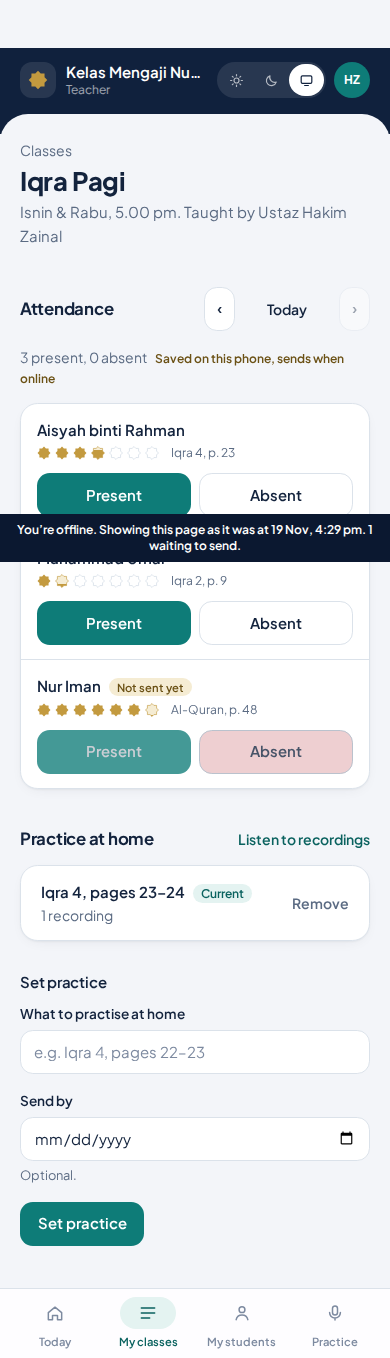 Kelas Mengaji Nu...
Teacher
HZ
Classes
Iqra Pagi
Isnin & Rabu, 5.00 pm. Taught by Ustaz Hakim
Zainal
Attendance
‹
Today
›
3 present, 0 absent Saved on this phone, sends when
online
Aisyah binti Rahman
Iqra 4, p. 23
Present
Absent
You're offline. Showing this page as it was at 19 Nov, 4:29 pm. 1
waiting to send.
Iqra 2, p. 9
Present
Absent
Nur Iman Not sent yet
Al-Quran, p. 48
Present
Absent
Practice at home
Listen to recordings
Iqra 4, pages 23–24 Current
1 recording
Remove
Set practice
What to practise at home
e.g. Iqra 4, pages 22–23
Send by
mm/dd/yyyy
Optional.
Set practice
Today
My classes
My students
Practice